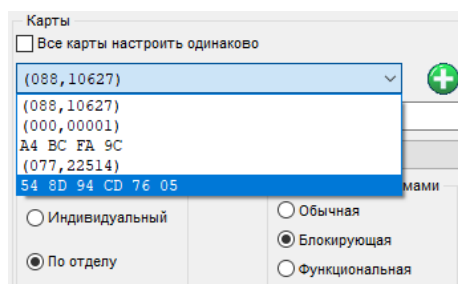 Карты
Все карты настроить одинаково
(088,10627)
(088,10627)
(000,00001)
A4 BC FA 9C
(077,22514)
54 8D 94 CD 76 05
мами
Индивидуальный
Обычная
Блокирующая
По отделу
Функциональная